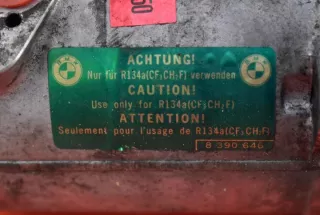 ACHTUNG!
Nur für R134a(CF₃CH₂F) verwenden
CAUTION!
Use only for R134a(CF₃CH₂F)
ATTENTION!
Seulement pour l'usage de R134a(CF₃CH₂F)
8 390 646